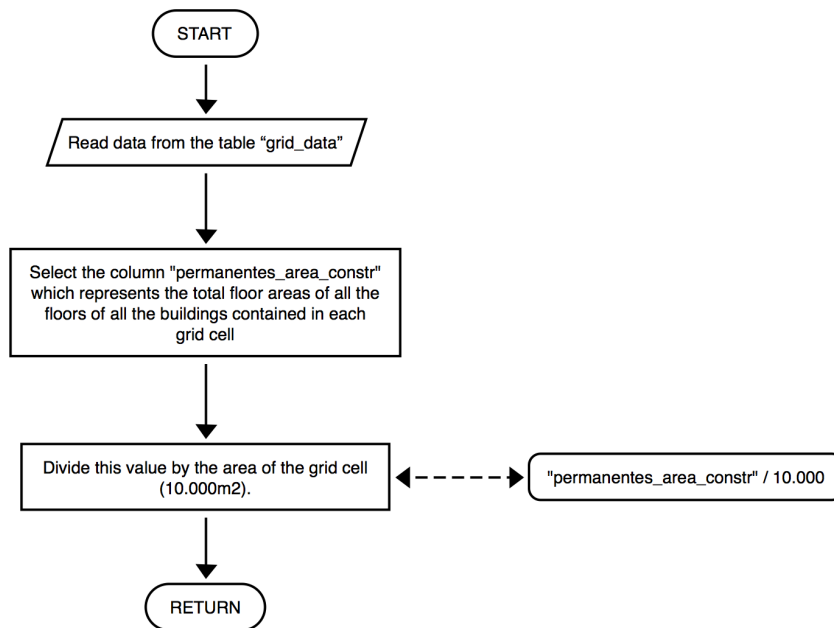 START
Read data from the table “grid_data”
Select the column "permanentes_area_constr"
which represents the total floor areas of all the
floors of all the buildings contained in each
grid cell
Divide this value by the area of the grid cell
(10.000m2).
"permanentes_area_constr" / 10.000
RETURN